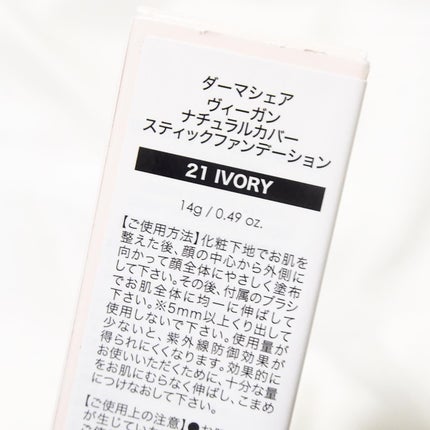 ダーマシェア
ヴィーガン
ナチュラルカバー
スティックファンデーション
21 IVORY
14g / 0.49 oz.
【ご使用方法】化粧下地でお肌を
整えた後、顔の中心から外側に
向かって顔全体にやさしく塗布
して下さい。その後、付属のブラシ
でお肌全体に均一に伸ばして
下さい。※5mm以上くり出して
使用しないで下さい。使用量が
少ないと、紫外線防御効果が
得られにくくなります。効果的に
お使いいただくために、十分な量
をお肌にむらなく伸ばし、こまめ
につけなおして下さい。
【ご使用上の注意】●お肌
が生じていな